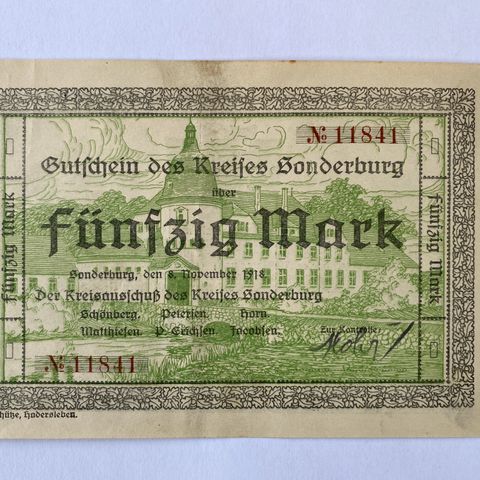 № 11841
Gutschein des Kreises Sonderburg
über
fünfzig Mark
Sonderburg, den 8. November 1918.
Der Kreisausschuß des Kreises Sonderburg
Schönberg. Petersen. Horn.
Matthiesen. P. Erichsen. Jacobsen.
Zur Kontrolle:
№ 11841
Fünfzig Mark
Fünfzig Mark
Hadersleben.